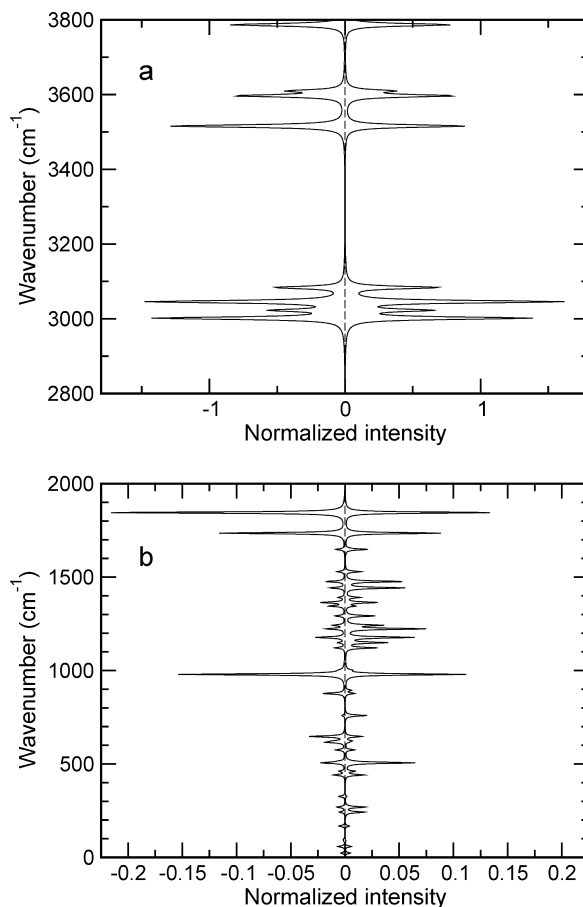 3800
a
3600
3400
3200
3000
2800
Wavenumber (cm-1)
-1 0 1
Normalized intensity
2000
b
1500
1000
500
0
Wavenumber (cm-1)
-0.2 -0.15 -0.1 -0.05 0 0.05 0.1 0.15 0.2
Normalized intensity